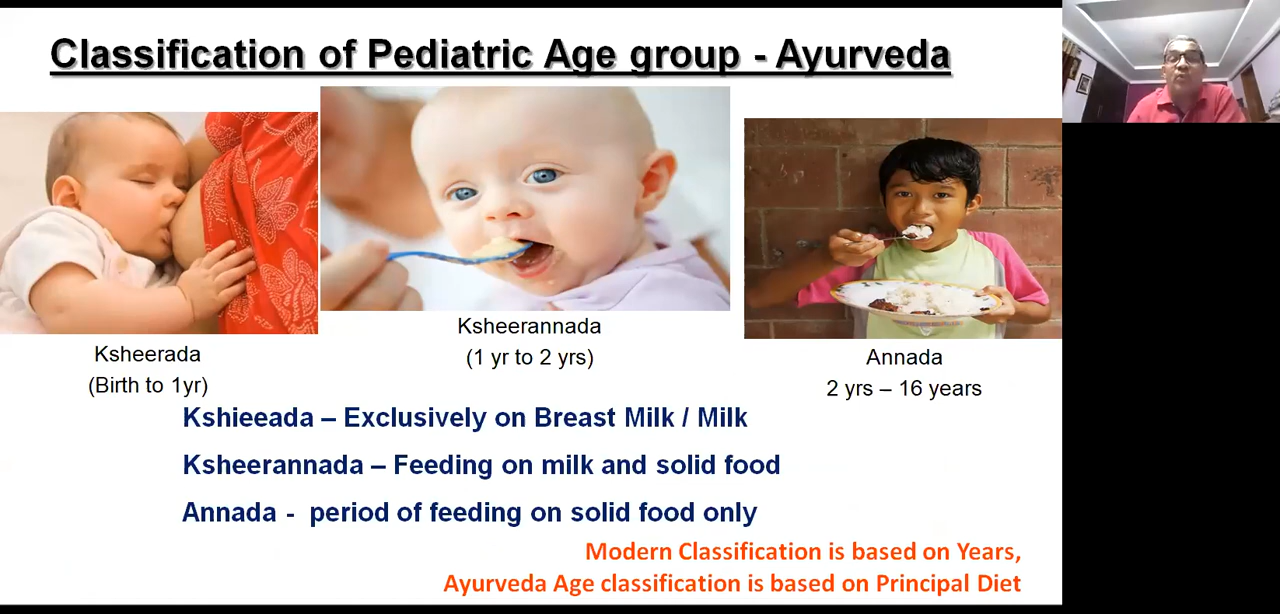 Classification of Pediatric Age group - Ayurveda
Ksheerada
(Birth to 1yr)
Ksheerannada
(1 yr to 2 yrs)
Annada
2 yrs – 16 years
Kshieeada – Exclusively on Breast Milk / Milk
Ksheerannada – Feeding on milk and solid food
Annada - period of feeding on solid food only
Modern Classification is based on Years,
Ayurveda Age classification is based on Principal Diet